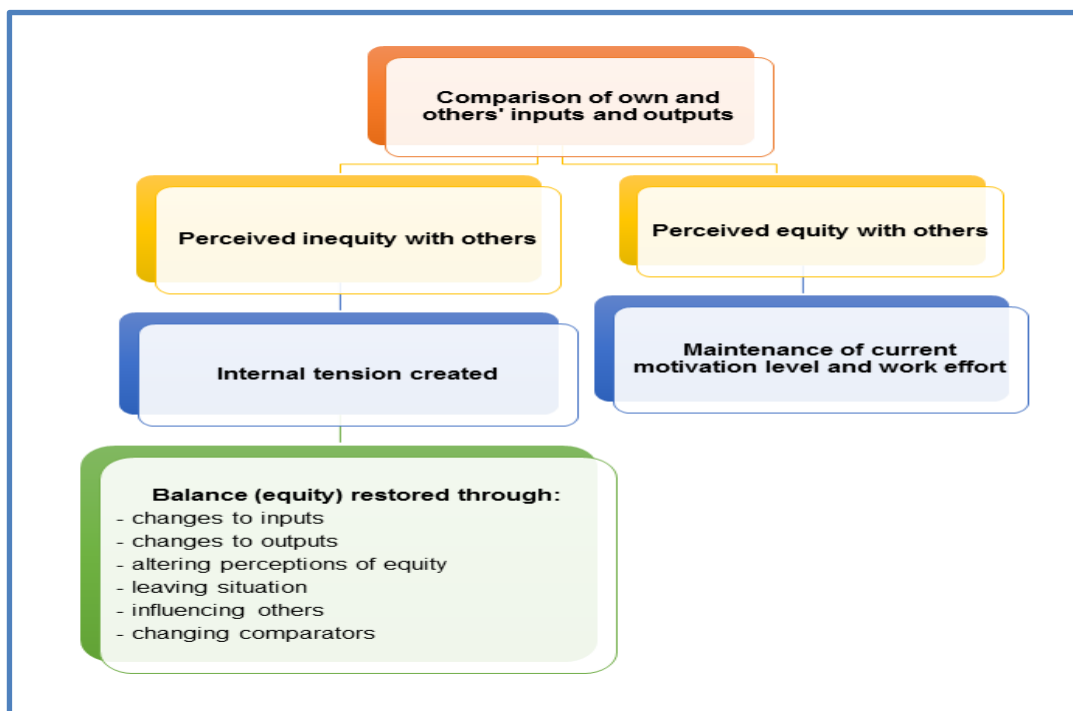 Comparison of own and
others' inputs and outputs
Perceived inequity with others
Perceived equity with others
Internal tension created
Maintenance of current
motivation level and work effort
Balance (equity) restored through:
- changes to inputs
- changes to outputs
- altering perceptions of equity
- leaving situation
- influencing others
- changing comparators